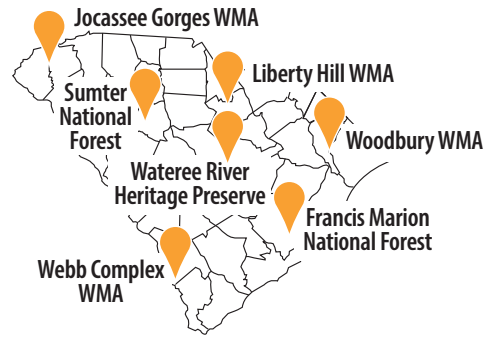 Jocassee Gorges WMA
Liberty Hill WMA
Sumter
National
Forest
Woodbury WMA
Wateree River
Heritage Preserve
Francis Marion
National Forest
Webb Complex
WMA